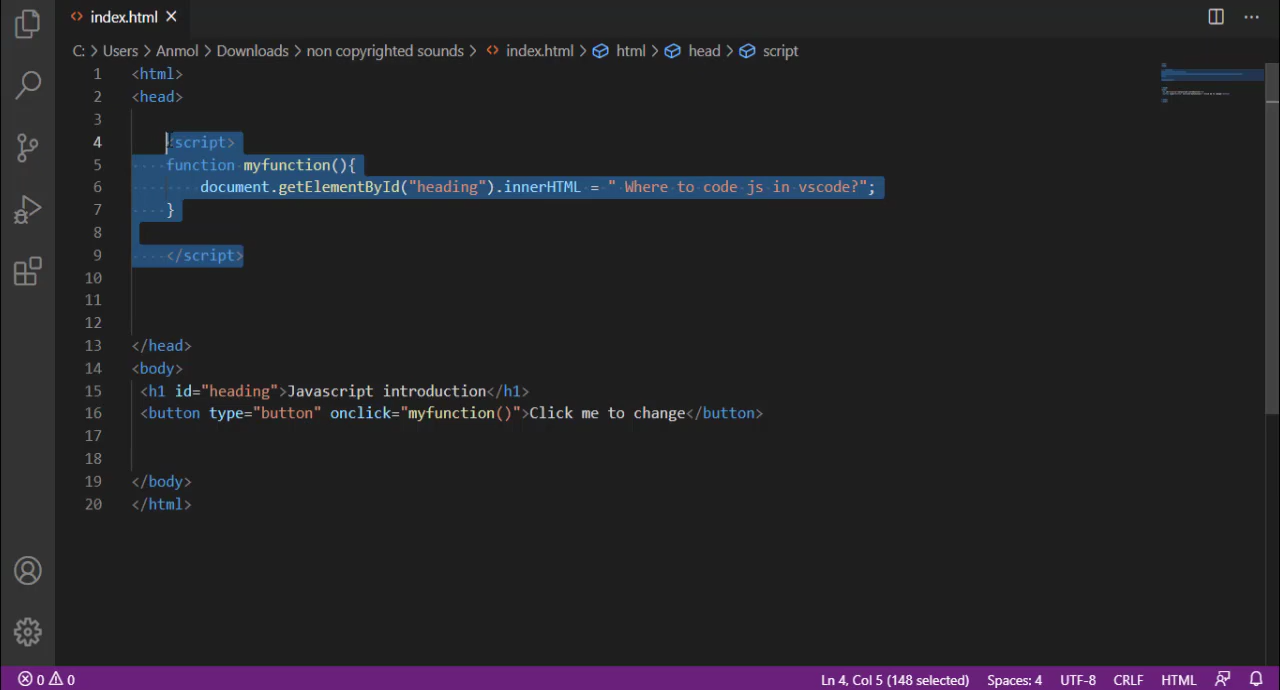 index.html
C: > Users > Anmol > Downloads > non copyrighted sounds > index.html > html > head > script
1 <html>
2 <head>
3
4 <script>
5 function myfunction(){
6 document.getElementById("heading").innerHTML = " Where to code js in vscode?";
7 }
8
9 </script>
10
11
12
13 </head>
14 <body>
15 <h1 id="heading">Javascript introduction</h1>
16 <button type="button" onclick="myfunction()">Click me to change</button>
17
18
19 </body>
20 </html>
0 0 Ln 4, Col 5 (148 selected) Spaces: 4 UTF-8 CRLF HTML